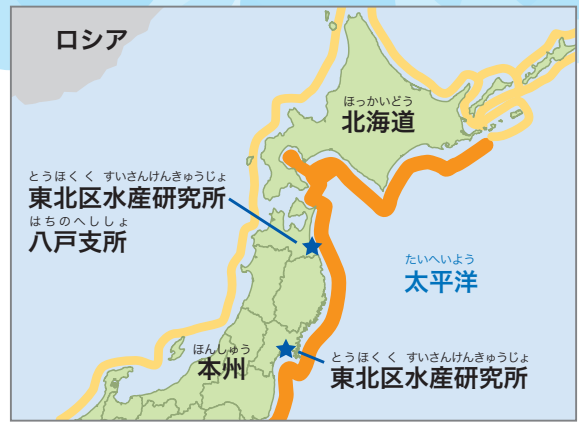 ロシア
ほっかいどう
北海道
とうほく く すいさんけんきゅうじょ
東北区水産研究所
はちのへししょ
八戸支所
たいへいよう
太平洋
ほんしゅう
本州
とうほく く すいさんけんきゅうじょ
東北区水産研究所